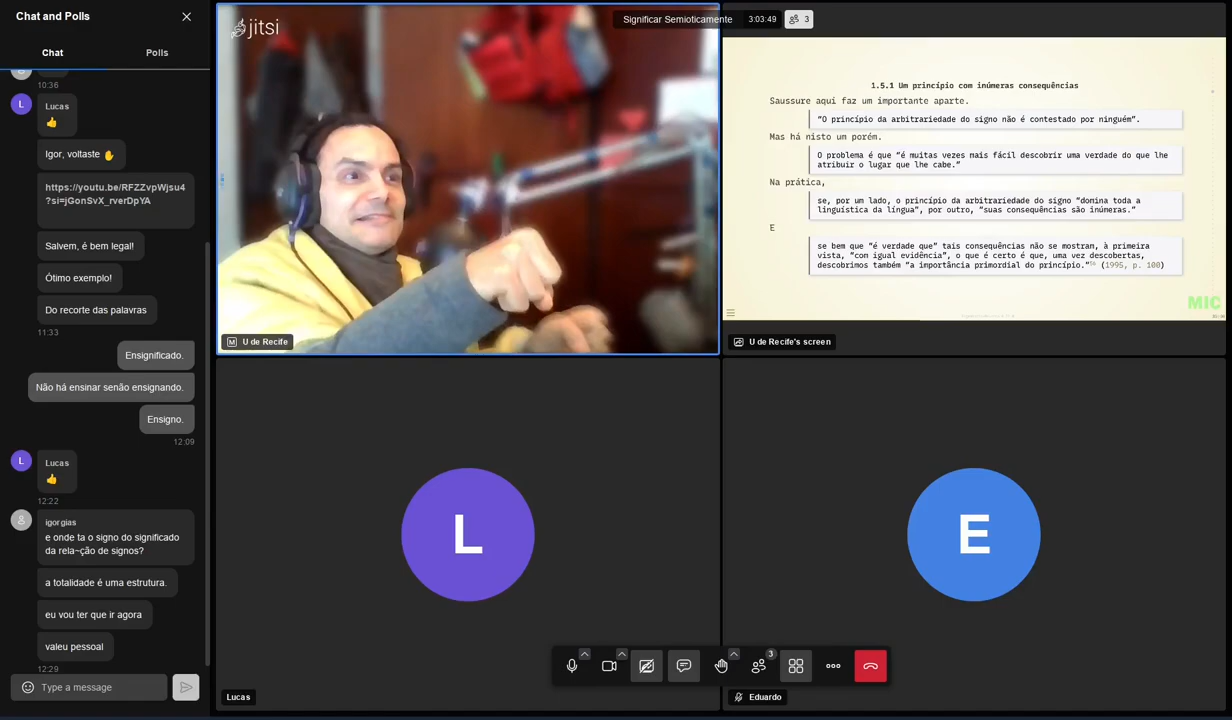 Chat and Polls
Chat
Polls
10:36
L
Lucas
👍
Igor, voltaste ✋
https://youtu.be/RFZZvpWjsu4
?si=jGonSvX_rverDpYA
Salvem, é bem legal!
Ótimo exemplo!
Do recorte das palavras
11:33
Ensignificado.
Não há ensinar senão ensignando.
Ensigno.
12:09
L
Lucas
👍
12:22
igorgias
e onde ta o signo do significado
da rela~ção de signos?
a totalidade é uma estrutura.
eu vou ter que ir agora
valeu pessoal
12:29
Type a message
jitsi
Significar Semioticamente
3:03:49
3
M
U de Recife
1.5.1 Um princípio com inúmeras consequências
Saussure aqui faz um importante aparte.
“O princípio da arbitrariedade do signo não é contestado por ninguém”.
Mas há nisto um porém.
O problema é que “é muitas vezes mais fácil descobrir uma verdade do que lhe
atribuir o lugar que lhe cabe.”
Na prática,
se, por um lado, o princípio da arbitrariedade do signo “domina toda a
linguística da língua”, por outro, “suas consequências são inúmeras.”
E
se bem que “é verdade que” tais consequências não se mostram, à primeira
vista, “com igual evidência”, o que é certo é que, uma vez descobertas,
descobrimos também “a importância primordial do princípio.” (1995, p. 100)
MIC
U de Recife's screen
L
E
3
Lucas
Eduardo